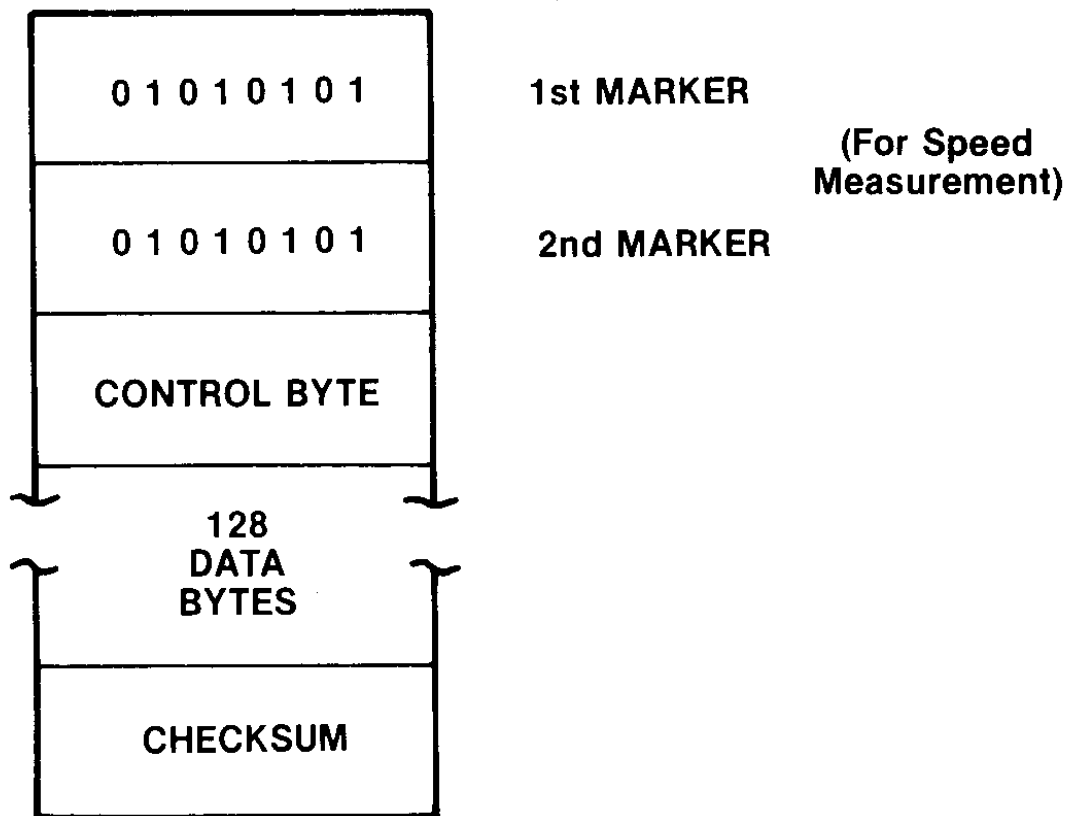 0 1 0 1 0 1 0 1
1st MARKER
(For Speed
Measurement)
0 1 0 1 0 1 0 1
2nd MARKER
CONTROL BYTE
128
DATA
BYTES
CHECKSUM